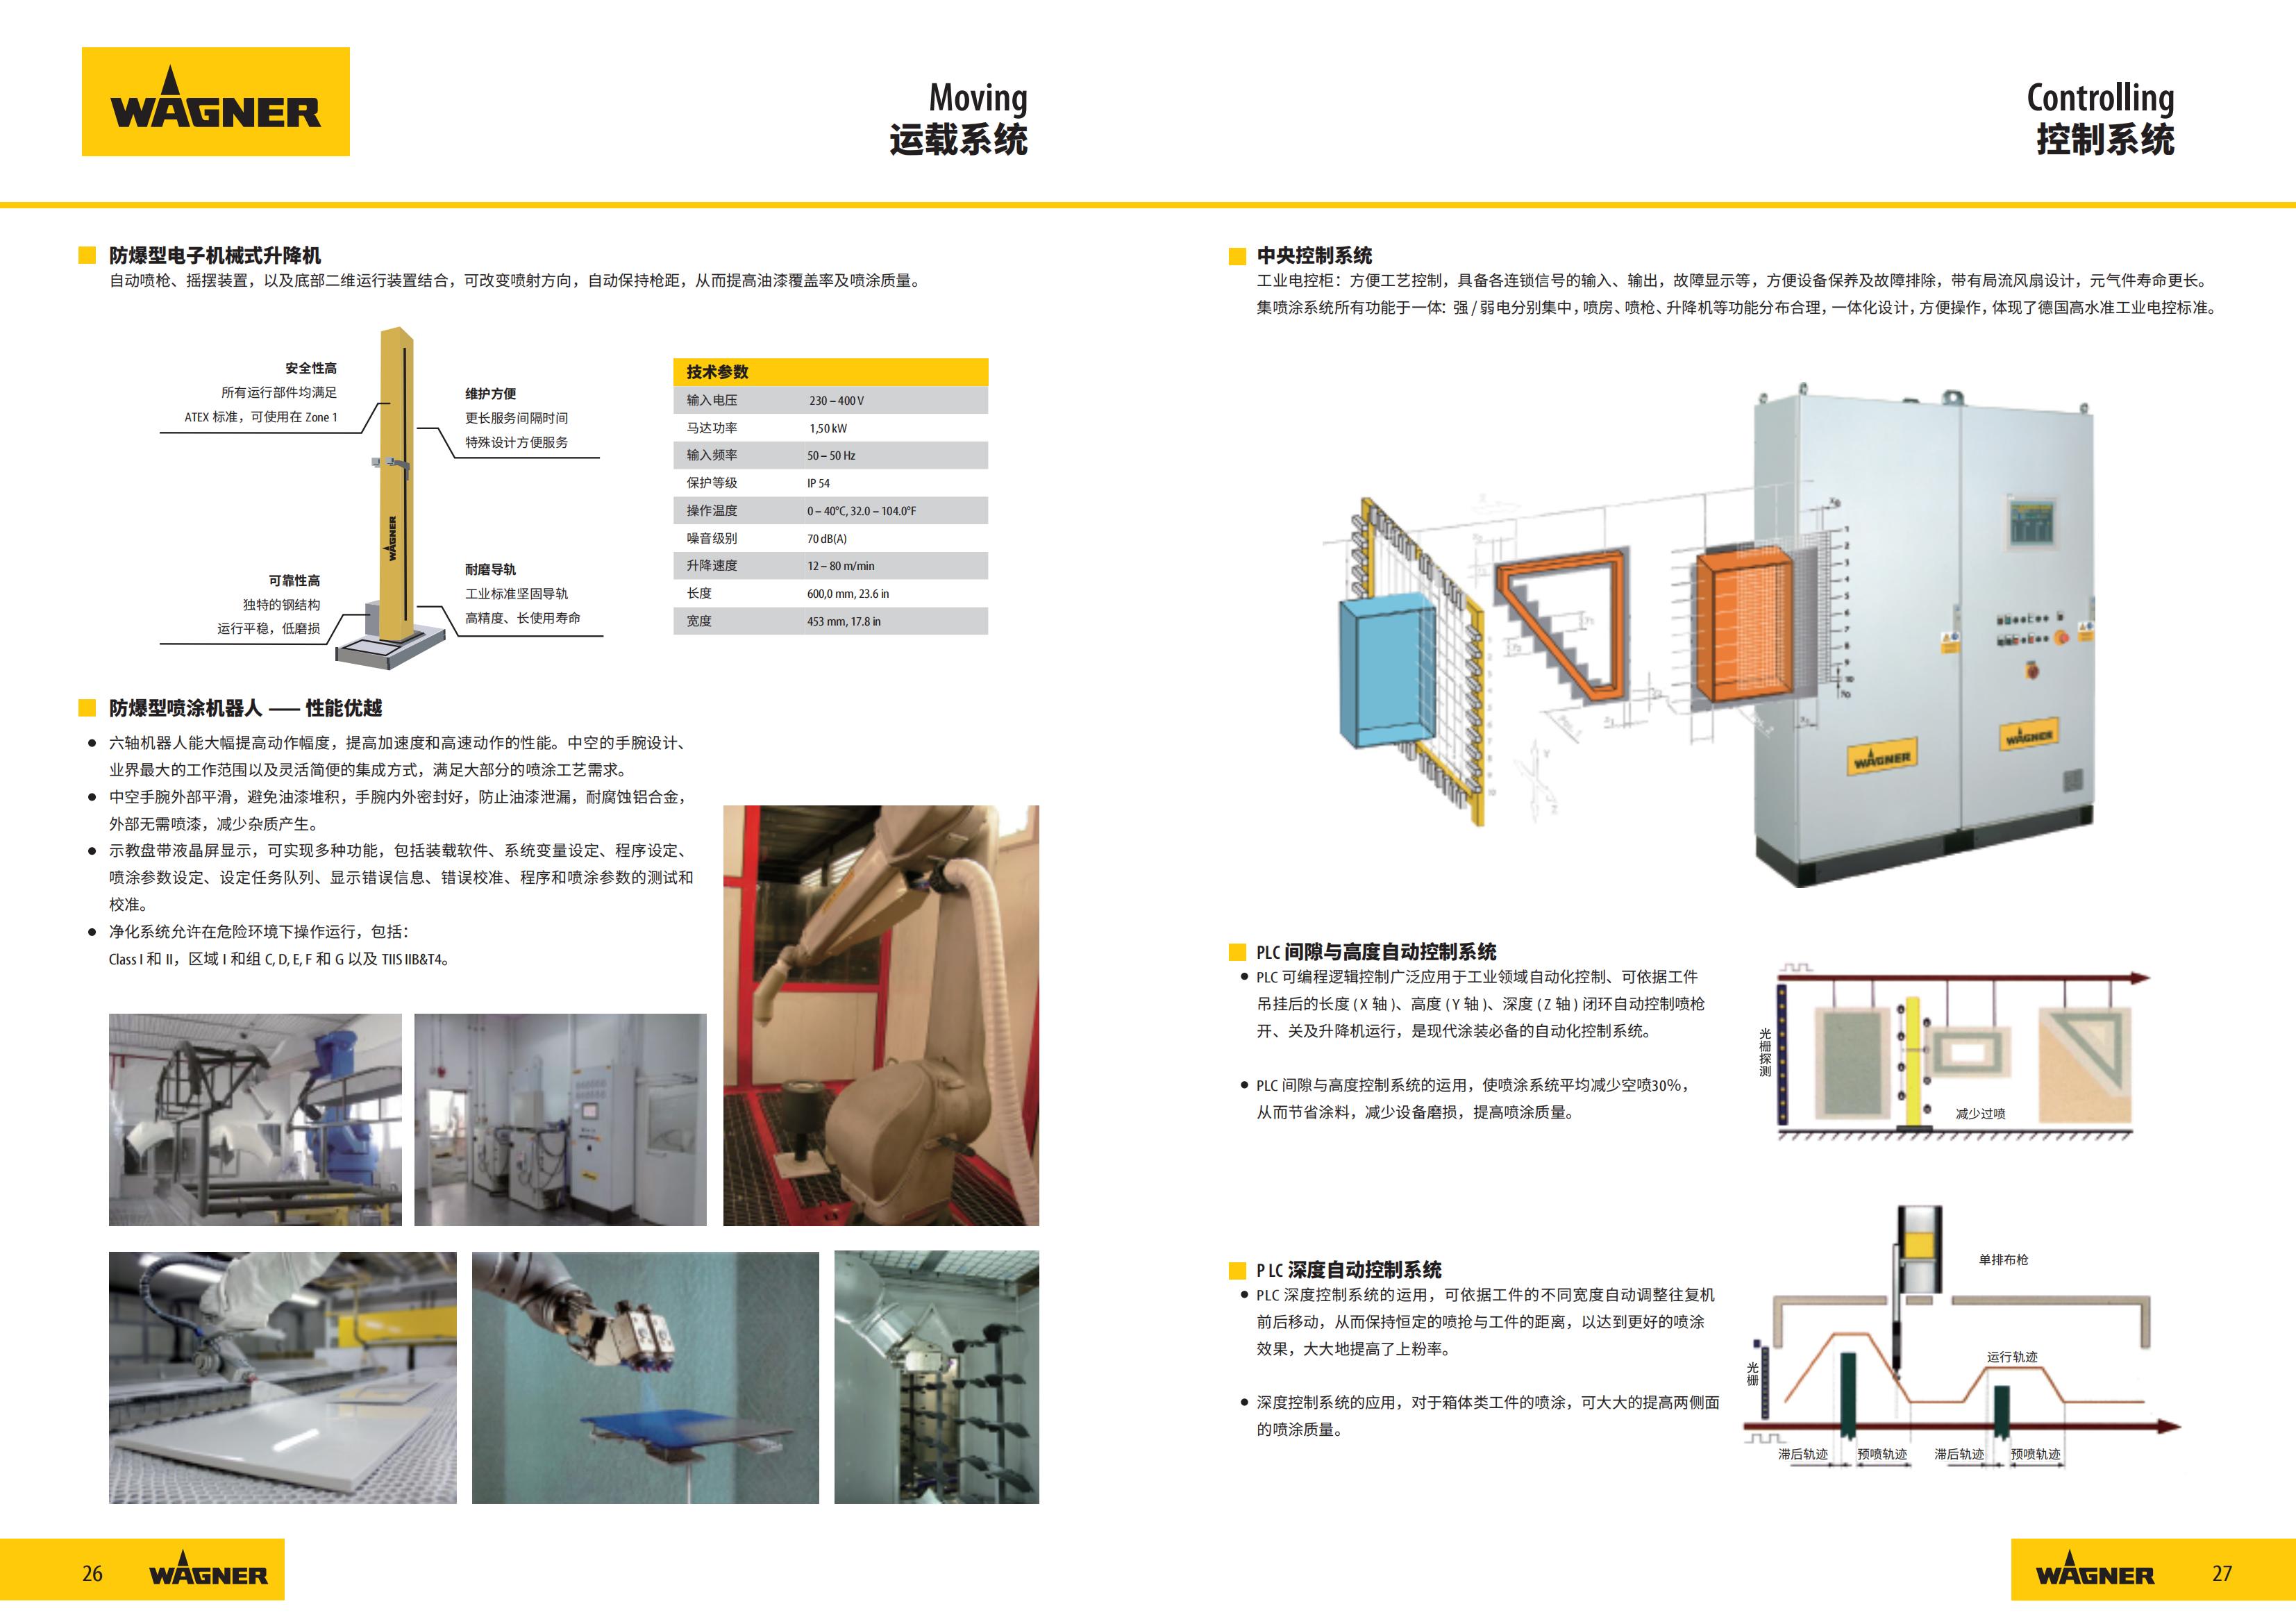 WAGNER
Moving
运载系统
防爆型电子机械式升降机
自动喷枪、摇摆装置，以及底部二维运行装置结合，可改变喷射方向，自动保持枪距，从而提高油漆覆盖率及喷涂质量。
安全性高
所有运行部件均满足
ATEX 标准，可使用在 Zone 1
维护方便
更长服务间隔时间
特殊设计方便服务
可靠性高
独特的钢结构
运行平稳，低磨损
耐磨导轨
工业标准坚固导轨
高精度、长使用寿命
WAGNER
技术参数
输入电压 230 – 400 V
马达功率 1,50 kW
输入频率 50 – 50 Hz
保护等级 IP 54
操作温度 0 – 40°C, 32.0 – 104.0°F
噪音级别 70 dB(A)
升降速度 12 – 80 m/min
长度 600,0 mm, 23.6 in
宽度 453 mm, 17.8 in
防爆型喷涂机器人 —— 性能优越
● 六轴机器人能大幅提高动作幅度，提高加速度和高速动作的性能。中空的手腕设计、
业界最大的工作范围以及灵活简便的集成方式，满足大部分的喷涂工艺需求。
● 中空手腕外部平滑，避免油漆堆积，手腕内外密封好，防止油漆泄漏，耐腐蚀铝合金，
外部无需喷漆，减少杂质产生。
● 示教盘带液晶屏显示，可实现多种功能，包括装载软件、系统变量设定、程序设定、
喷涂参数设定、设定任务队列、显示错误信息、错误校准、程序和喷涂参数的测试和
校准。
● 净化系统允许在危险环境下操作运行，包括：
Class I 和 II，区域 I 和组 C, D, E, F 和 G 以及 TIIS IIB&T4。
26
WAGNER
Controlling
控制系统
中央控制系统
工业电控柜：方便工艺控制，具备各连锁信号的输入、输出，故障显示等，方便设备保养及故障排除，带有局流风扇设计，元气件寿命更长。
集喷涂系统所有功能于一体：强 / 弱电分别集中，喷房、喷枪、升降机等功能分布合理，一体化设计，方便操作，体现了德国高水准工业电控标准。
1
2
3
4
5
6
7
8
9
10
WAGNER
WAGNER
PLC 间隙与高度自动控制系统
● PLC 可编程逻辑控制广泛应用于工业领域自动化控制、可依据工件
吊挂后的长度 ( X 轴 )、高度 ( Y 轴 )、深度 ( Z 轴 ) 闭环自动控制喷枪
开、关及升降机运行，是现代涂装必备的自动化控制系统。
● PLC 间隙与高度控制系统的运用，使喷涂系统平均减少空喷30%，
从而节省涂料，减少设备磨损，提高喷涂质量。
光栅探测
减少过喷
P LC 深度自动控制系统
● PLC 深度控制系统的运用，可依据工件的不同宽度自动调整往复机
前后移动，从而保持恒定的喷抢与工件的距离，以达到更好的喷涂
效果，大大地提高了上粉率。
● 深度控制系统的应用，对于箱体类工件的喷涂，可大大的提高两侧面
的喷涂质量。
单排布枪
光栅
运行轨迹
滞后轨迹 预喷轨迹 滞后轨迹 预喷轨迹
WAGNER
27